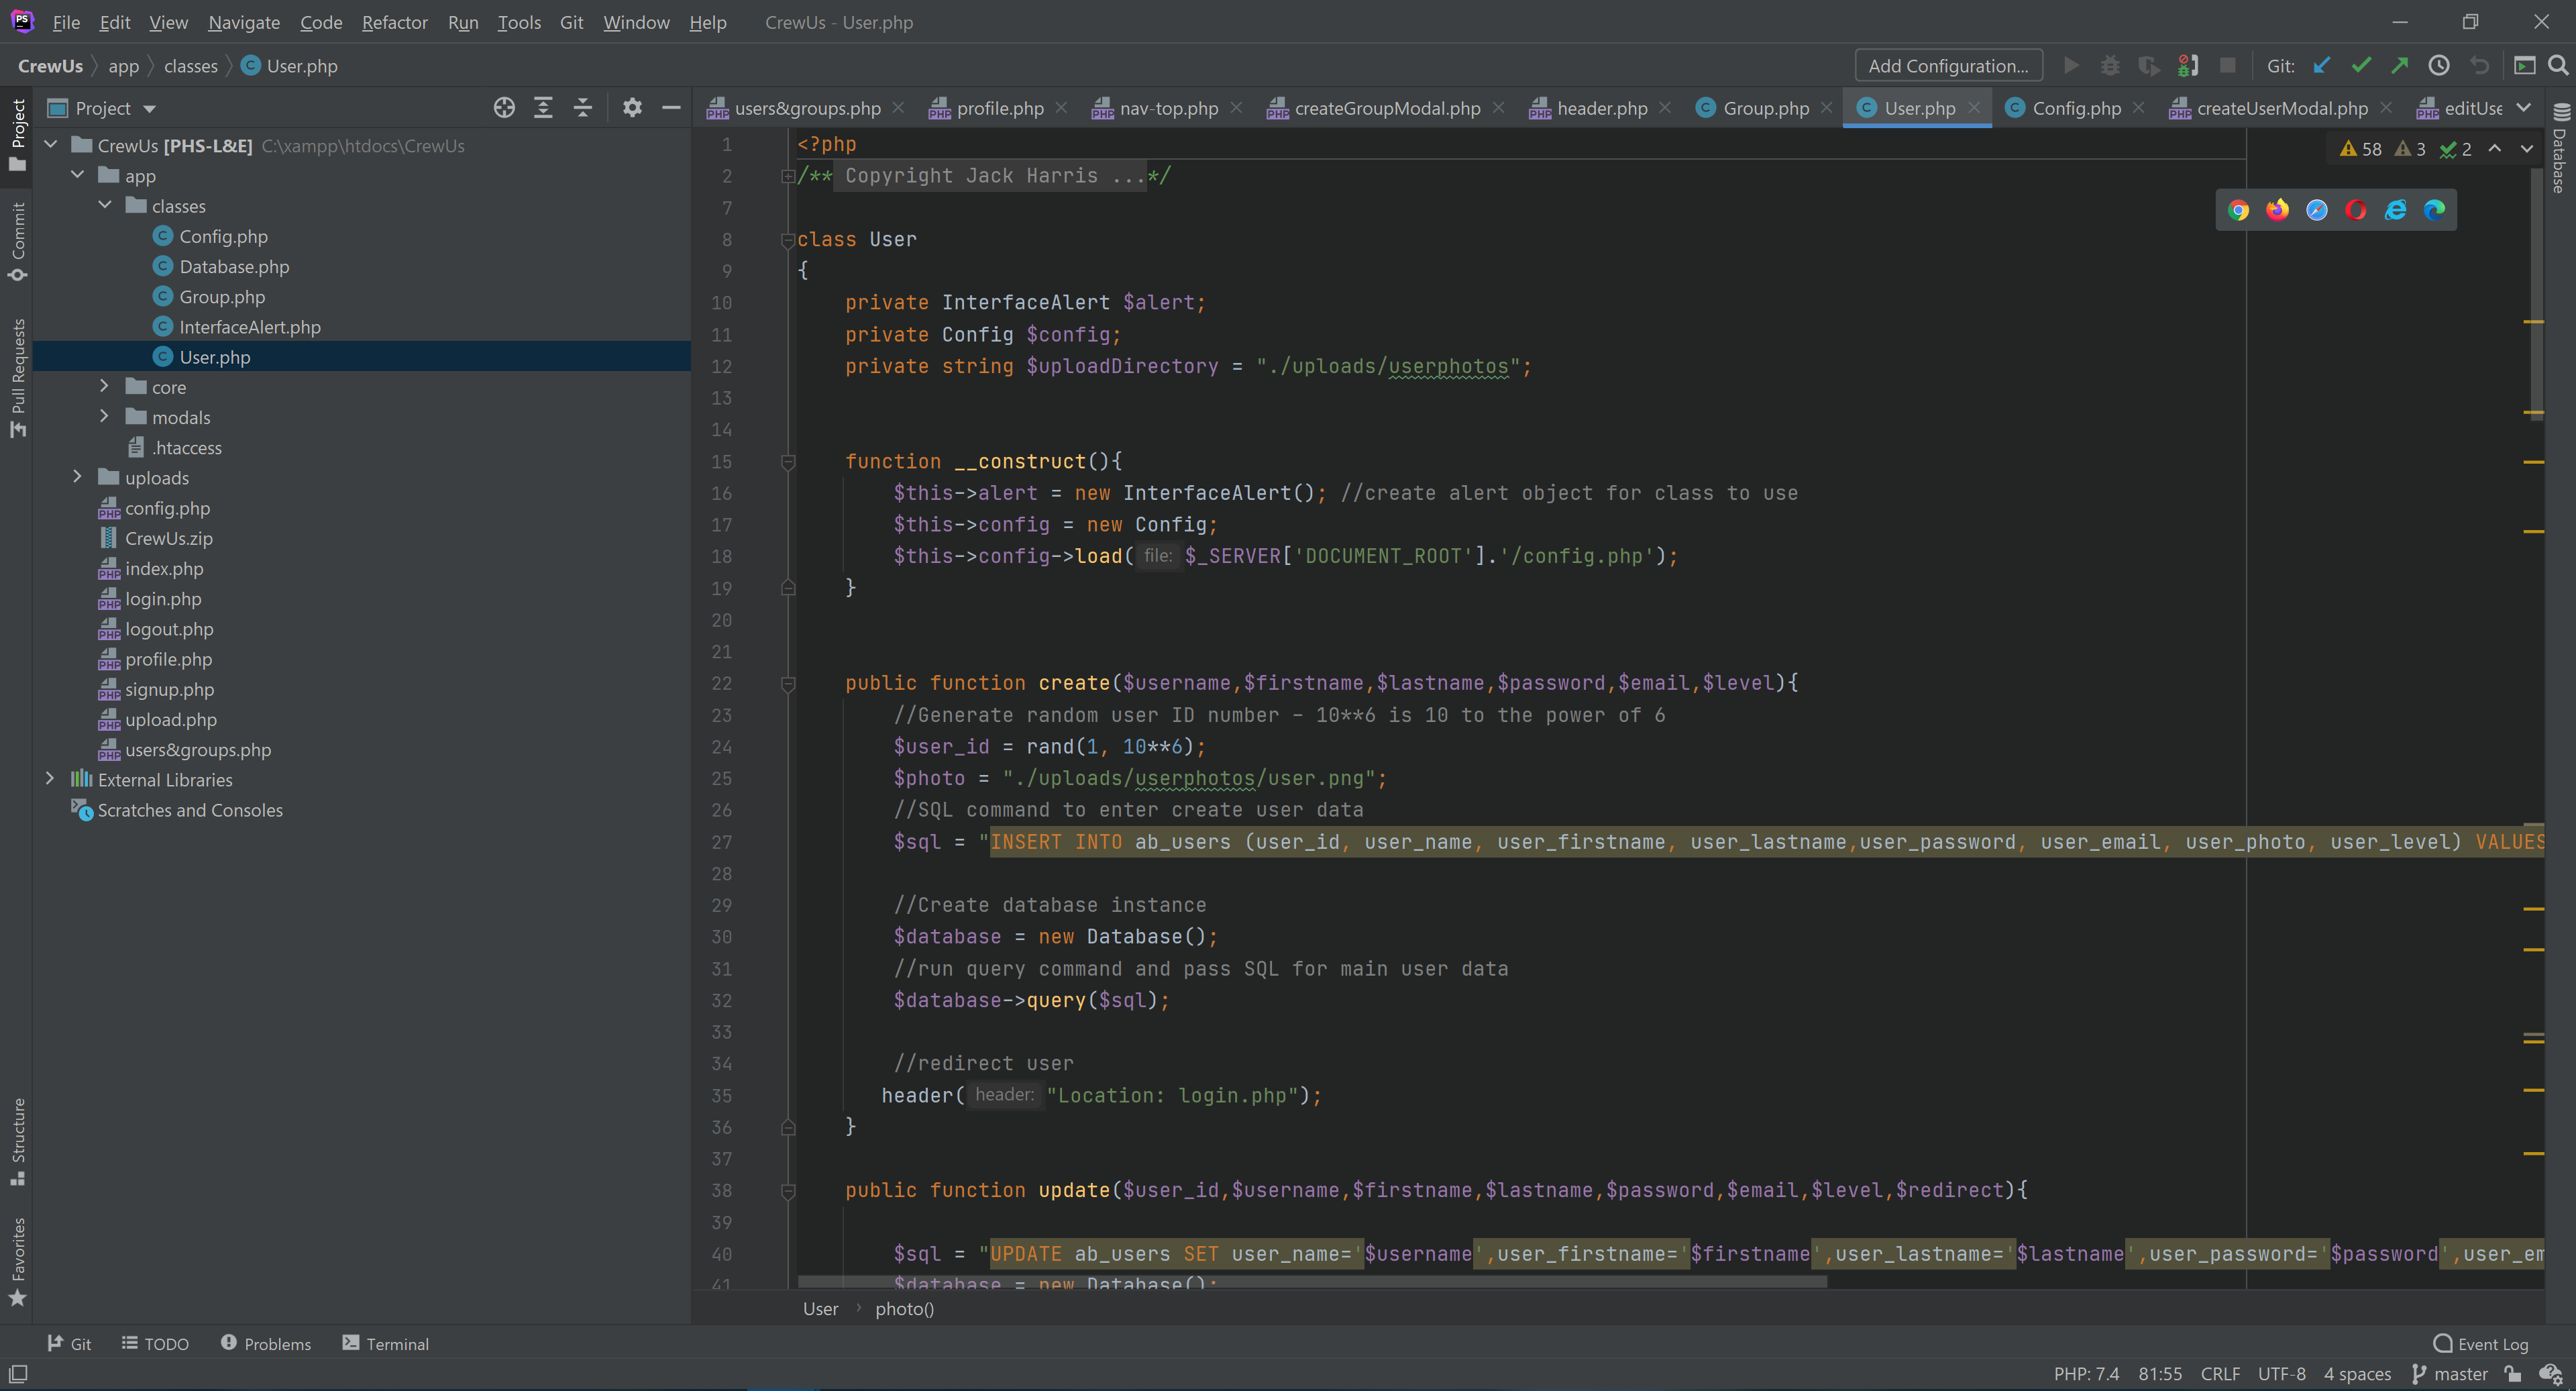 PS File Edit View Navigate Code Refactor Run Tools Git Window Help CrewUs - User.php
CrewUs app classes User.php Add Configuration... Git:
Project
users&groups.php profile.php nav-top.php createGroupModal.php header.php Group.php User.php Config.php createUserModal.php editUse
CrewUs [PHS-L&E] C:\xampp\htdocs\CrewUs
app
classes
Config.php
Database.php
Group.php
InterfaceAlert.php
User.php
core
modals
.htaccess
uploads
config.php
CrewUs.zip
index.php
login.php
logout.php
profile.php
signup.php
upload.php
users&groups.php
External Libraries
Scratches and Consoles
Project
Commit
Pull Requests
Structure
Favorites
Database
58 3 2
1 <?php
2 /** Copyright Jack Harris ...*/
7
8 class User
9 {
10 private InterfaceAlert $alert;
11 private Config $config;
12 private string $uploadDirectory = "./uploads/userphotos";
13
14
15 function __construct(){
16 $this->alert = new InterfaceAlert(); //create alert object for class to use
17 $this->config = new Config;
18 $this->config->load( file: $_SERVER['DOCUMENT_ROOT'].'/config.php');
19 }
20
21
22 public function create($username,$firstname,$lastname,$password,$email,$level){
23 //Generate random user ID number - 10**6 is 10 to the power of 6
24 $user_id = rand(1, 10**6);
25 $photo = "./uploads/userphotos/user.png";
26 //SQL command to enter create user data
27 $sql = "INSERT INTO ab_users (user_id, user_name, user_firstname, user_lastname,user_password, user_email, user_photo, user_level) VALUES
28
29 //Create database instance
30 $database = new Database();
31 //run query command and pass SQL for main user data
32 $database->query($sql);
33
34 //redirect user
35 header( header: "Location: login.php");
36 }
37
38 public function update($user_id,$username,$firstname,$lastname,$password,$email,$level,$redirect){
39
40 $sql = "UPDATE ab_users SET user_name='$username',user_firstname='$firstname',user_lastname='$lastname',user_password='$password',user_em
41 $database = new Database();
User photo()
Git TODO Problems Terminal Event Log
PHP: 7.4 81:55 CRLF UTF-8 4 spaces master